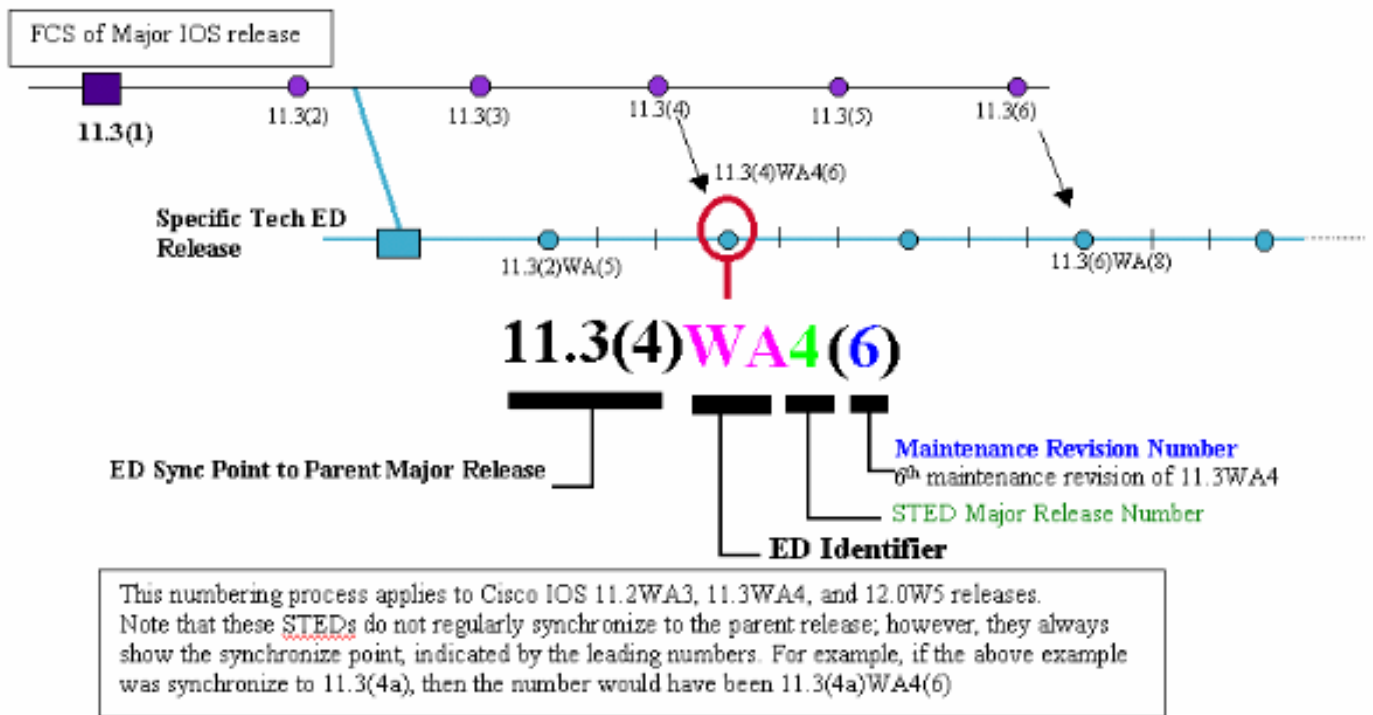 FCS of Major IOS release
11.3(1)
11.3(2)
11.3(3)
11.3(4)
11.3(5)
11.3(6)
11.3(4)WA4(6)
Specific Tech ED
Release
11.3(2)WA(5)
11.3(6)WA(8)
11.3(4)WA4(6)
ED Sync Point to Parent Major Release
Maintenance Revision Number
6th maintenance revision of 11.3WA4
STED Major Release Number
ED Identifier
This numbering process applies to Cisco IOS 11.2WA3, 11.3WA4, and 12.0W5 releases.
Note that these STEDs do not regularly synchronize to the parent release; however, they always
show the synchronize point, indicated by the leading numbers. For example, if the above example
was synchronize to 11.3(4a), then the number would have been 11.3(4a)WA4(6)